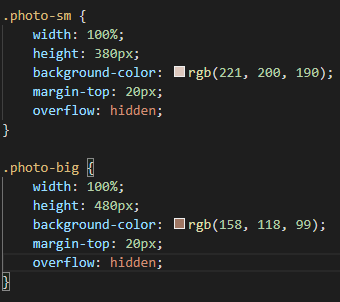 .photo-sm {
    width: 100%;
    height: 380px;
    background-color: rgb(221, 200, 190);
    margin-top: 20px;
    overflow: hidden;
}

.photo-big {
    width: 100%;
    height: 480px;
    background-color: rgb(158, 118, 99);
    margin-top: 20px;
    overflow: hidden;
}